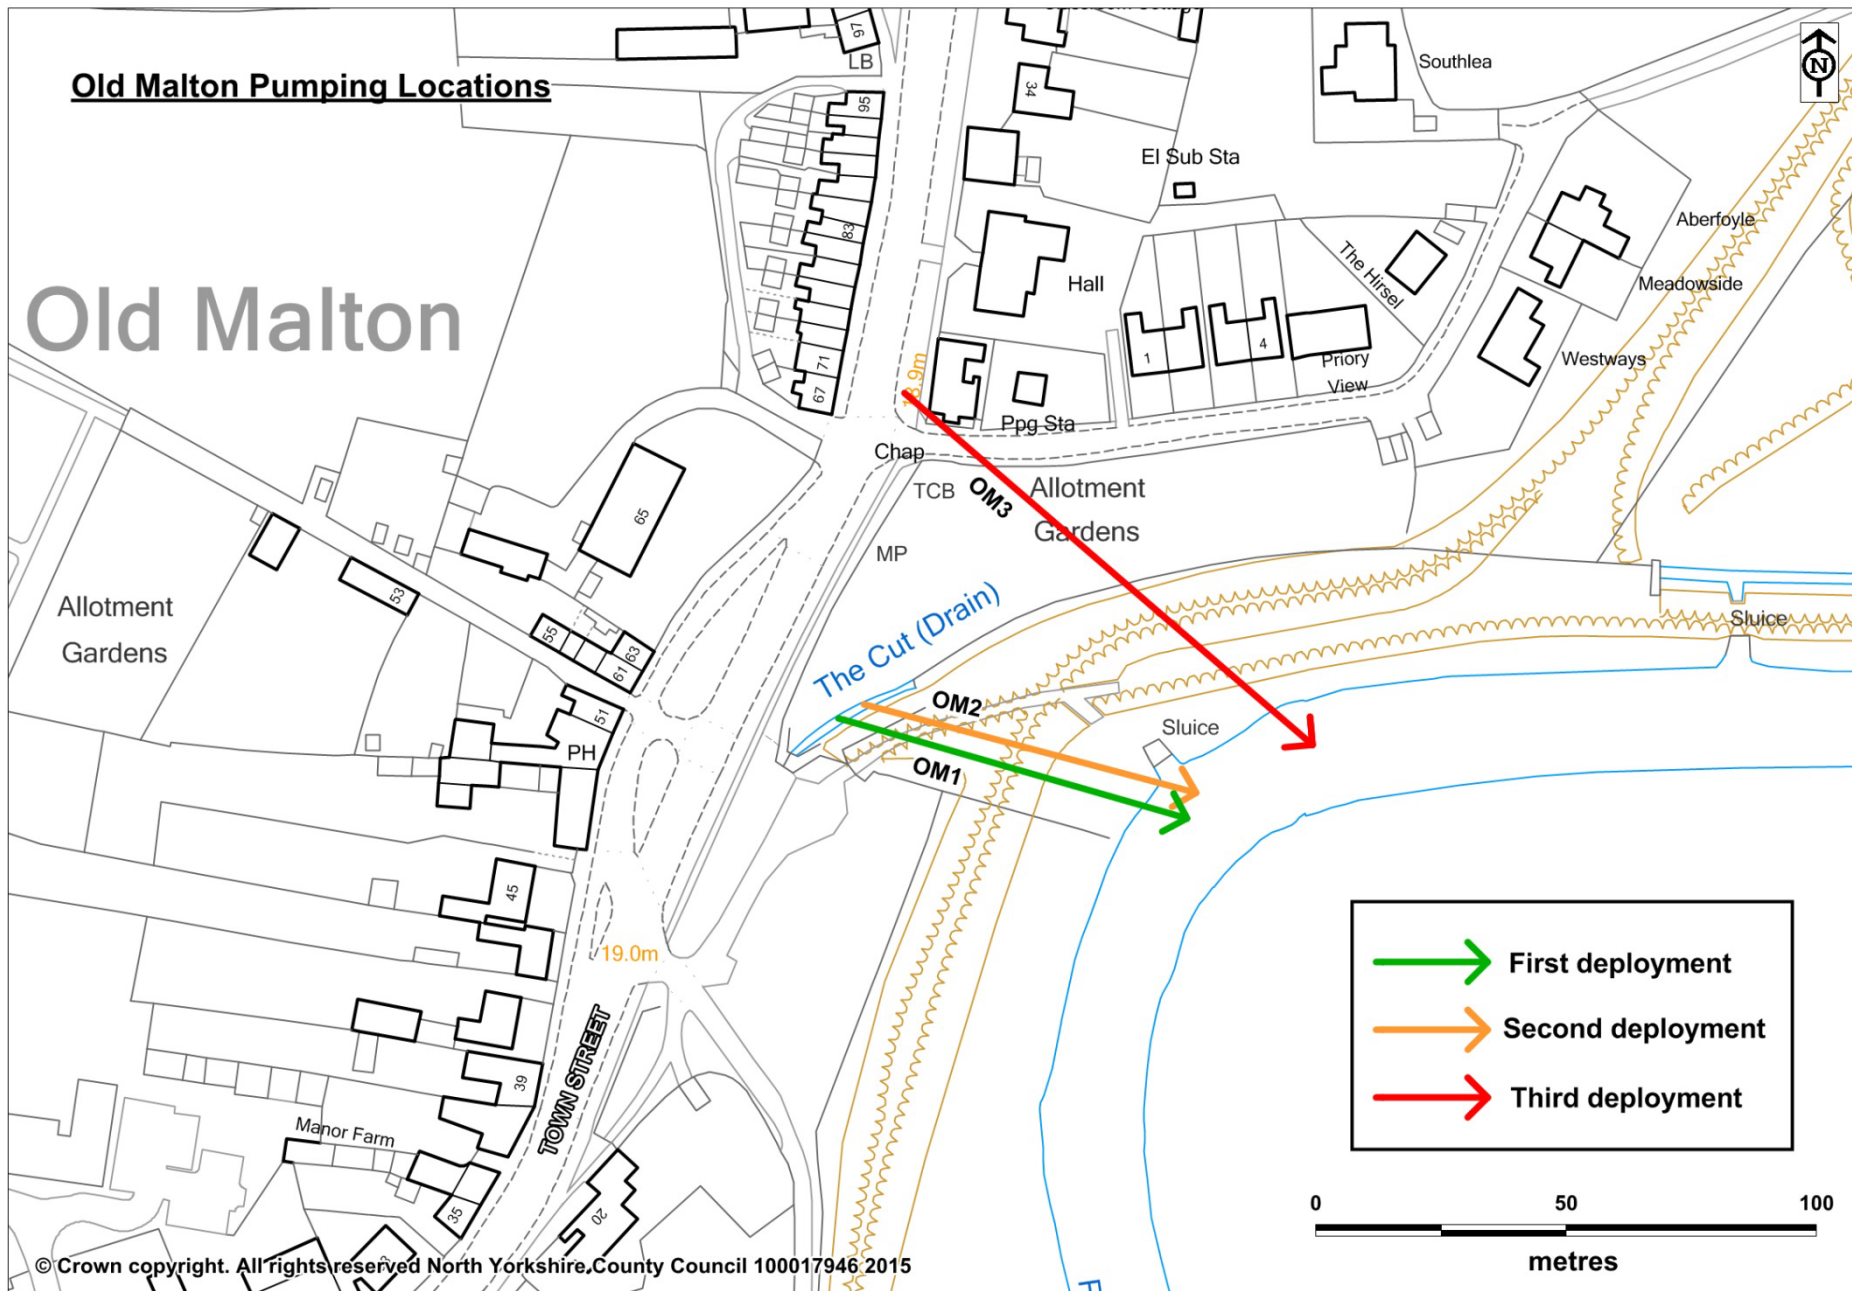 97
LB
Southlea
N
Old Malton Pumping Locations
95
34
El Sub Sta
83
Aberfoyle
The Hirsel
Hall
Meadowside
Old Malton
1
4
Priory
View
Westways
71
67
Ppg Sta
Chap
TCB
OM3
Allotment
Gardens
65
MP
53
Allotment
Gardens
55
63
61
The Cut (Drain)
Sluice
OM2
51
PH
Sluice
OM1
45
19.0m
First deployment
Second deployment
Third deployment
TOWN STREET
39
Manor Farm
35
20
0 50 100
metres
© Crown copyright. All rights reserved North Yorkshire County Council 100017946 2015